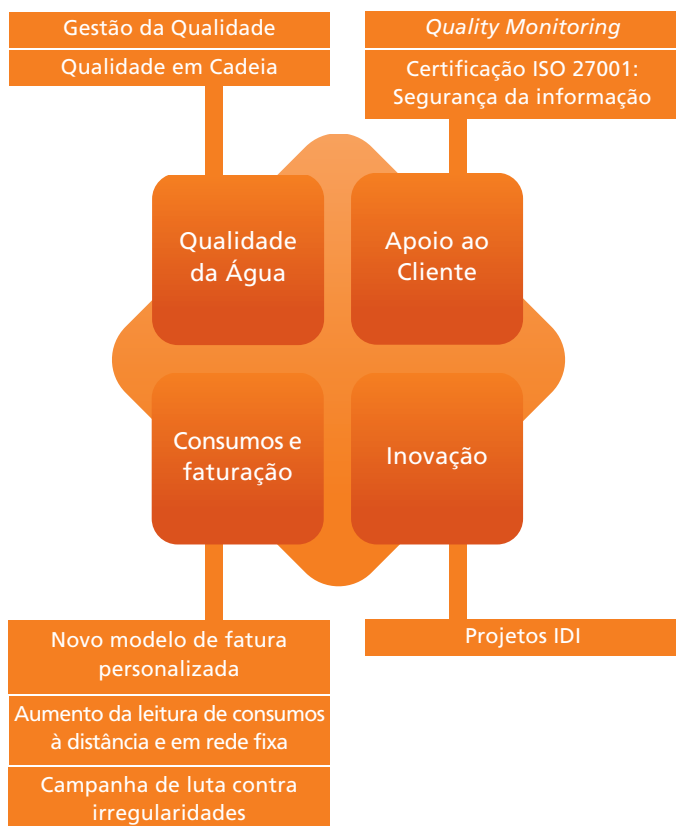 Gestão da Qualidade
Qualidade em Cadeia
Quality Monitoring
Certificação ISO 27001:
Segurança da informação
Qualidade
da Água
Apoio ao
Cliente
Consumos e
faturação
Inovação
Novo modelo de fatura
personalizada
Aumento da leitura de consumos
à distância e em rede fixa
Campanha de luta contra
irregularidades
Projetos IDI